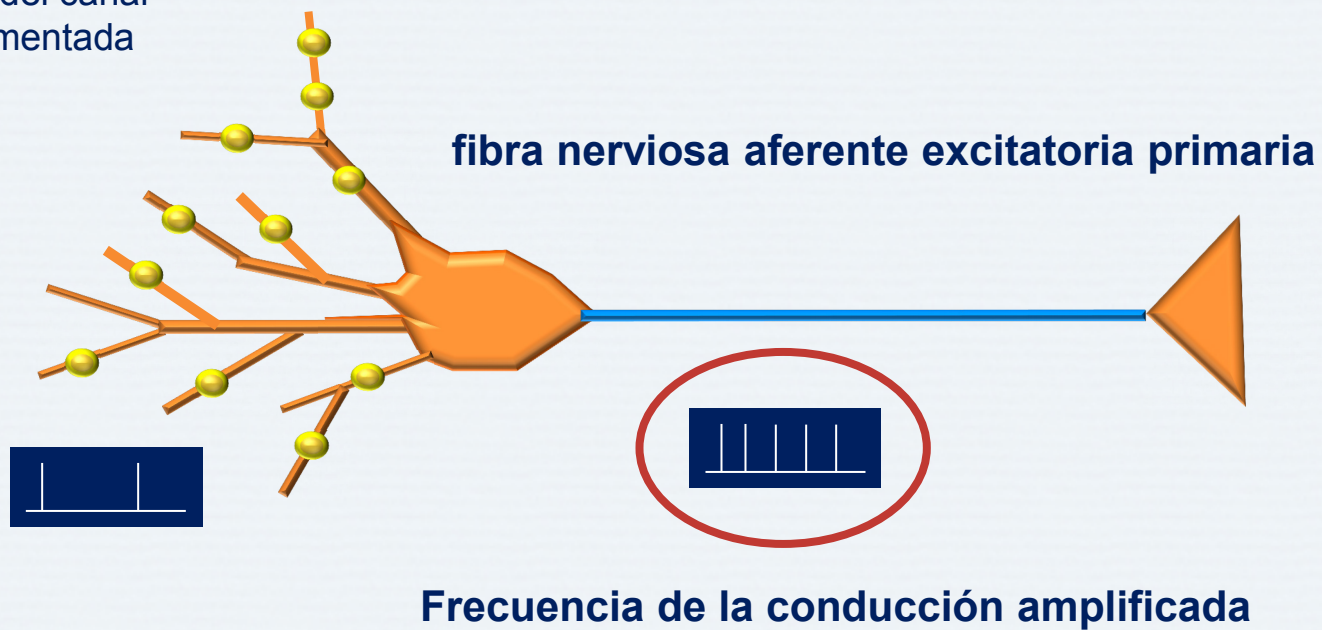 mentada
fibra nerviosa aferente excitatoria primaria
Frecuencia de la conducción amplificada